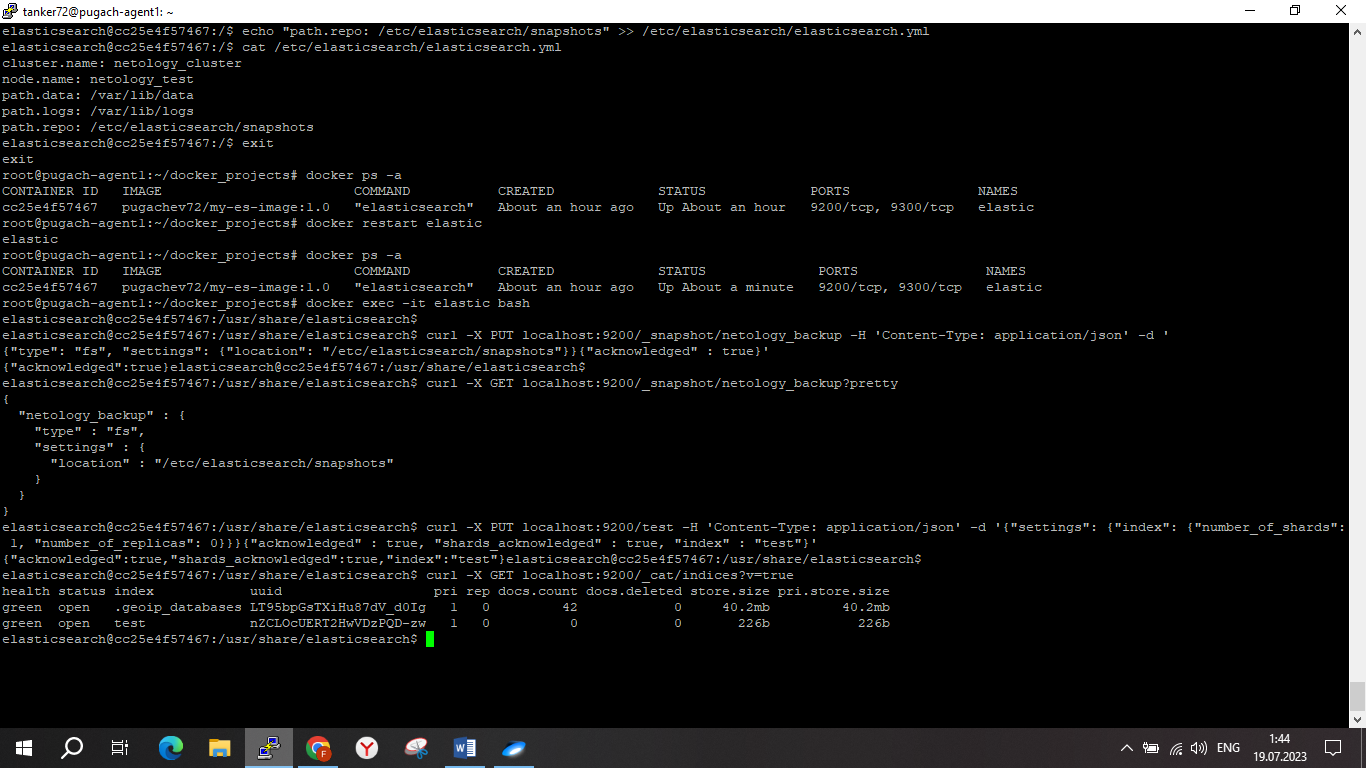 tanker72@pugach-agent1: ~
elasticsearch@cc25e4f57467:/$ echo "path.repo: /etc/elasticsearch/snapshots" >> /etc/elasticsearch/elasticsearch.yml
elasticsearch@cc25e4f57467:/$ cat /etc/elasticsearch/elasticsearch.yml
cluster.name: netology_cluster
node.name: netology_test
path.data: /var/lib/data
path.logs: /var/lib/logs
path.repo: /etc/elasticsearch/snapshots
elasticsearch@cc25e4f57467:/$ exit
exit
root@pugach-agent1:~/docker_projects# docker ps -a
CONTAINER ID   IMAGE                        COMMAND           CREATED             STATUS             PORTS                NAMES
cc25e4f57467   pugachev72/my-es-image:1.0   "elasticsearch"   About an hour ago   Up About an hour   9200/tcp, 9300/tcp   elastic
root@pugach-agent1:~/docker_projects# docker restart elastic
elastic
root@pugach-agent1:~/docker_projects# docker ps -a
CONTAINER ID   IMAGE                        COMMAND           CREATED             STATUS              PORTS                NAMES
cc25e4f57467   pugachev72/my-es-image:1.0   "elasticsearch"   About an hour ago   Up About a minute   9200/tcp, 9300/tcp   elastic
root@pugach-agent1:~/docker_projects# docker exec -it elastic bash
elasticsearch@cc25e4f57467:/usr/share/elasticsearch$
elasticsearch@cc25e4f57467:/usr/share/elasticsearch$ curl -X PUT localhost:9200/_snapshot/netology_backup -H 'Content-Type: application/json' -d '
{"type": "fs", "settings": {"location": "/etc/elasticsearch/snapshots"}}{"acknowledged" : true}'
{"acknowledged":true}elasticsearch@cc25e4f57467:/usr/share/elasticsearch$
elasticsearch@cc25e4f57467:/usr/share/elasticsearch$ curl -X GET localhost:9200/_snapshot/netology_backup?pretty
{
  "netology_backup" : {
    "type" : "fs",
    "settings" : {
      "location" : "/etc/elasticsearch/snapshots"
    }
  }
}
elasticsearch@cc25e4f57467:/usr/share/elasticsearch$ curl -X PUT localhost:9200/test -H 'Content-Type: application/json' -d '{"settings": {"index": {"number_of_shards":
 1, "number_of_replicas": 0}}}{"acknowledged" : true, "shards_acknowledged" : true, "index" : "test"}'
{"acknowledged":true,"shards_acknowledged":true,"index":"test"}elasticsearch@cc25e4f57467:/usr/share/elasticsearch$
elasticsearch@cc25e4f57467:/usr/share/elasticsearch$ curl -X GET localhost:9200/_cat/indices?v=true
health status index            uuid                   pri rep docs.count docs.deleted store.size pri.store.size
green  open   .geoip_databases LT95bpGsTXiHu87dV_d0Ig   1   0         42            0     40.2mb         40.2mb
green  open   test             nZCLOcUERT2HwVDzPQD-zw   1   0          0            0       226b           226b
elasticsearch@cc25e4f57467:/usr/share/elasticsearch$
ENG
1:44
19.07.2023